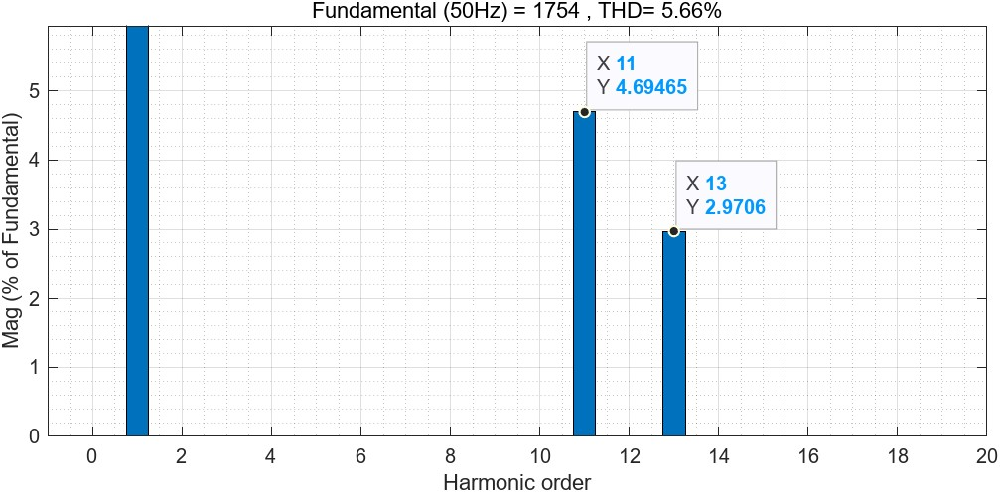 Fundamental (50Hz) = 1754 , THD= 5.66%
Mag (% of Fundamental)
5
4
3
2
1
0
X 11
Y 4.69465
X 13
Y 2.9706
0 2 4 6 8 10 12 14 16 18 20
Harmonic order